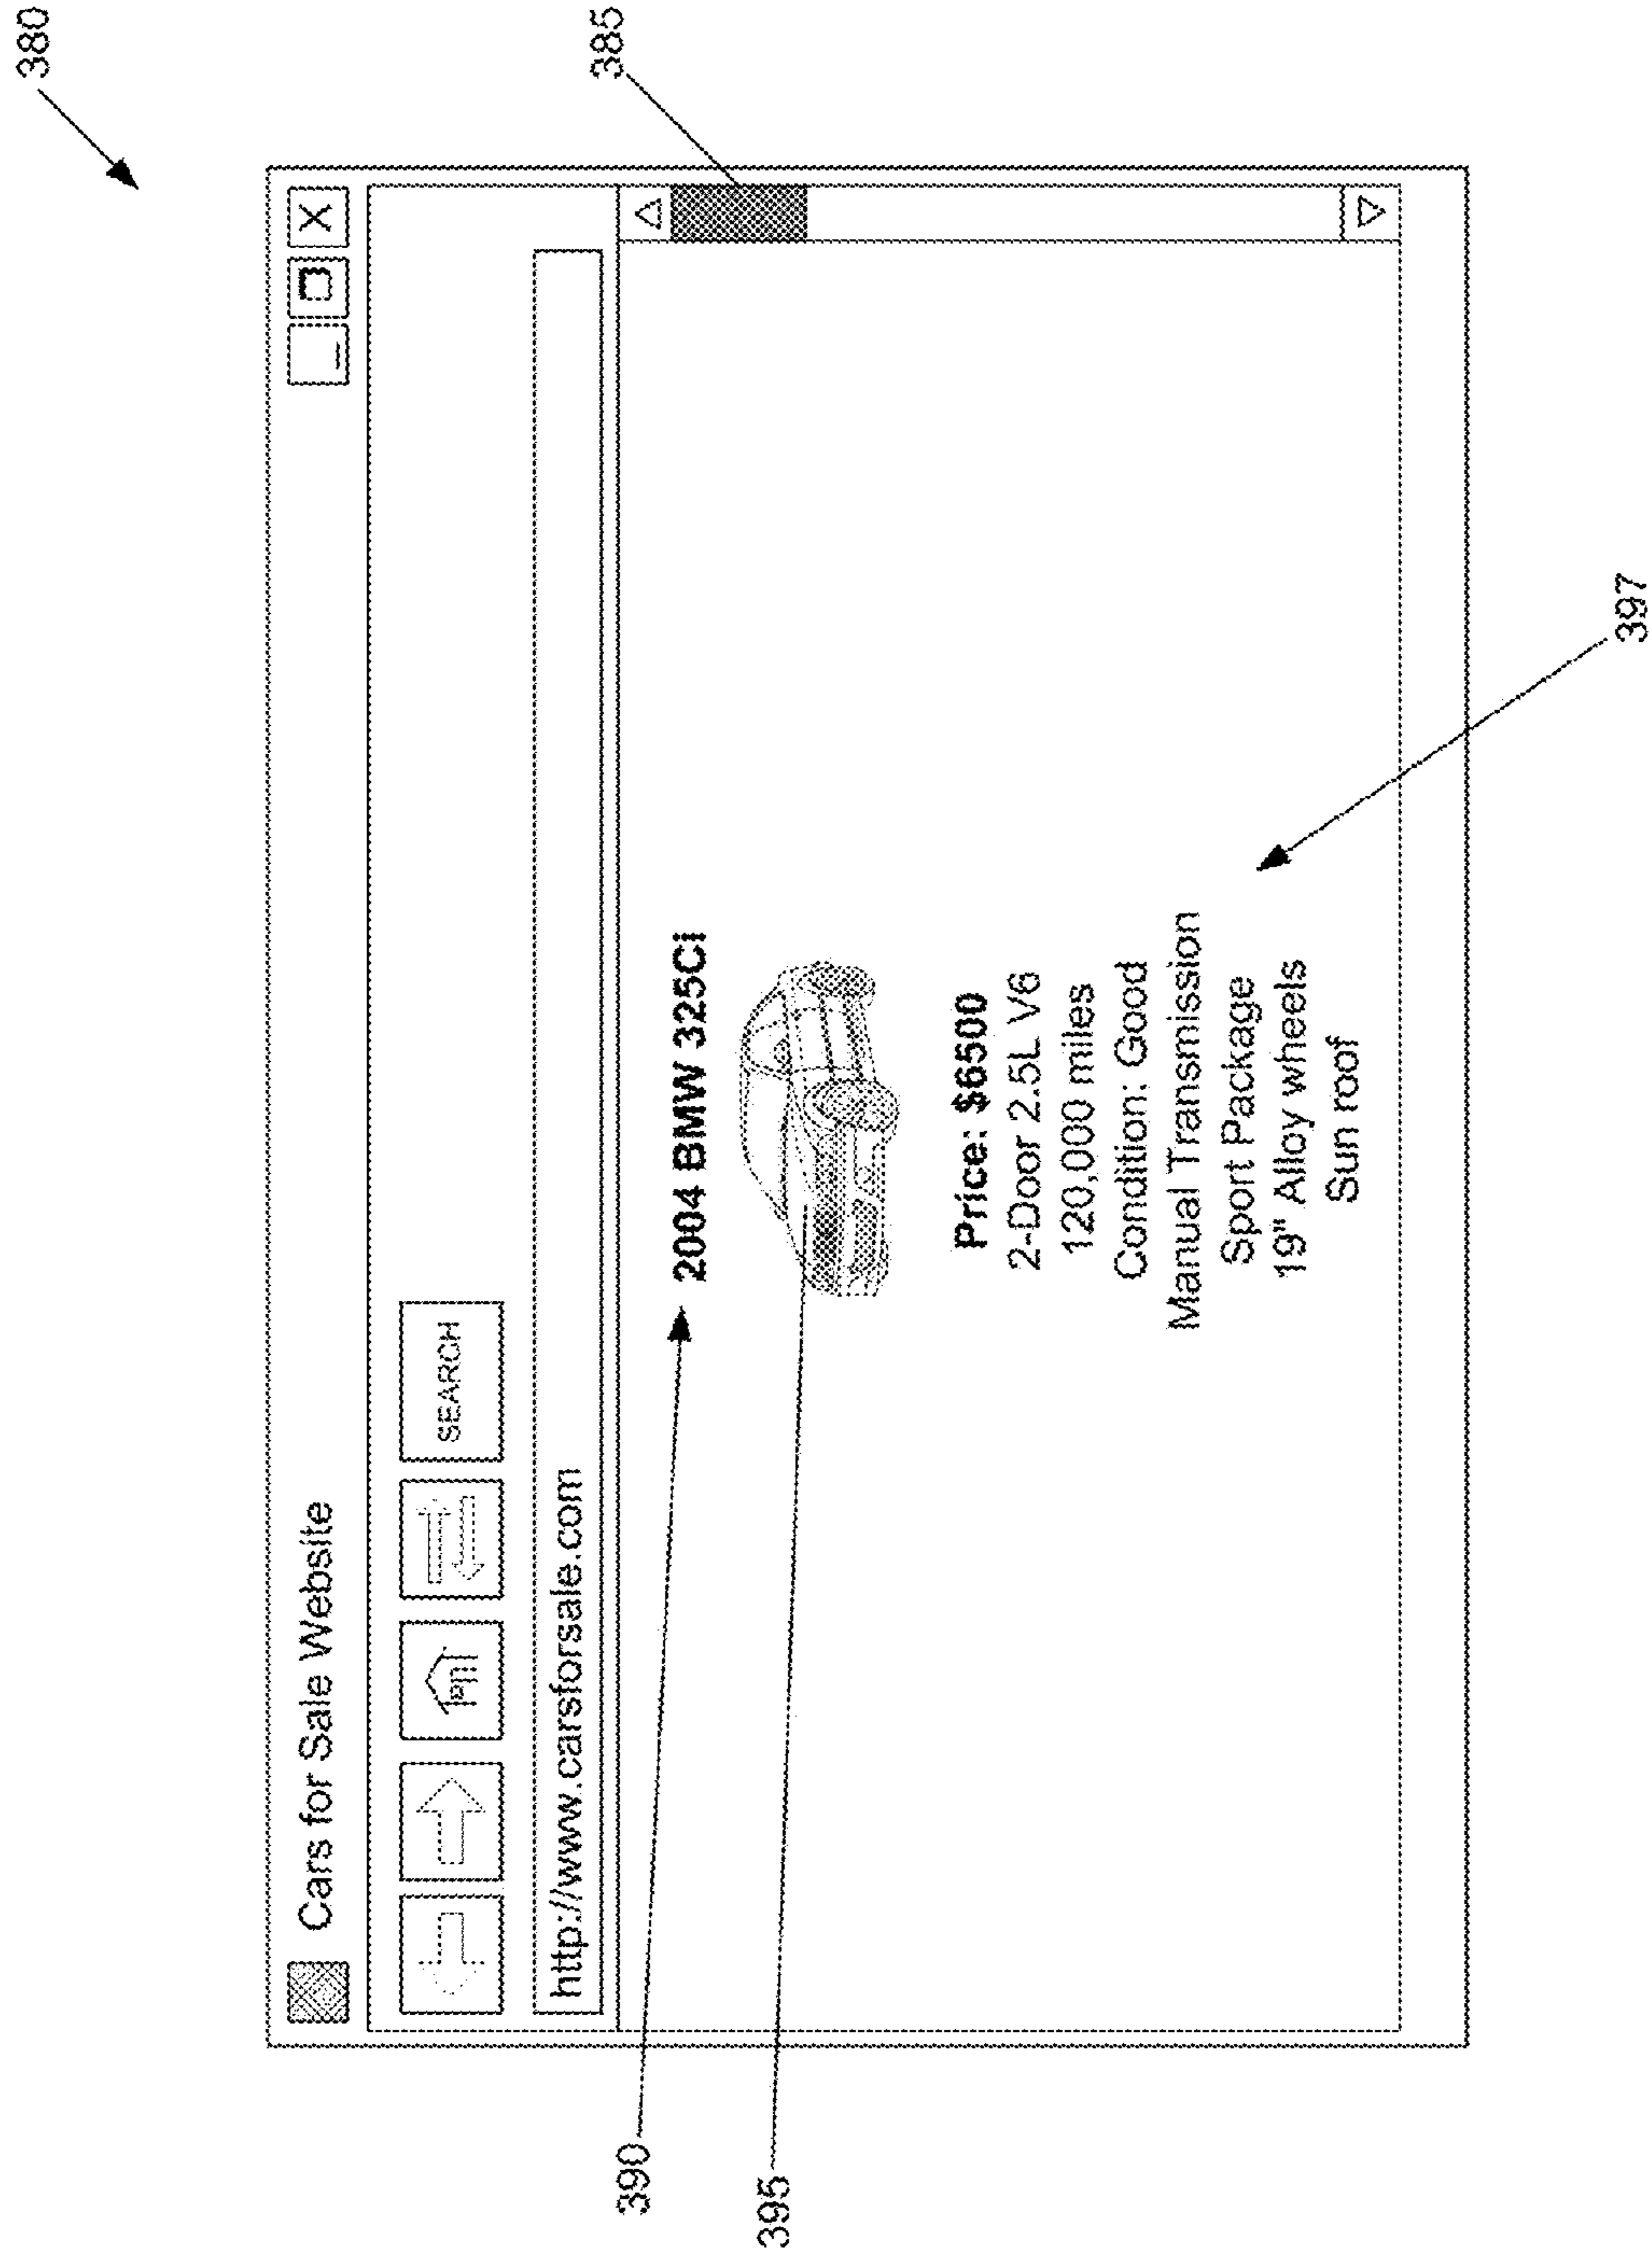 380
Cars for Sale Website
_ X
SEARCH
http://www.carsforsale.com
385
390
2004 BMW 325Ci
395
Price: $6500
2-Door 2.5L V6
120,000 miles
Condition: Good
Manual Transmission
Sport Package
19" Alloy wheels
Sun roof
397